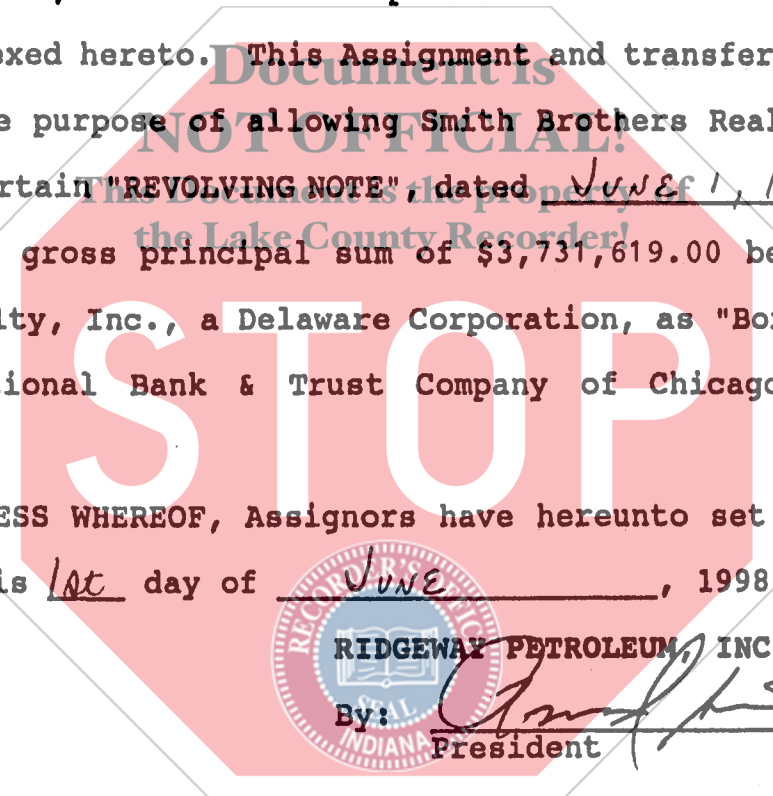 exed hereto. This Assignment and transfer
Document is
e purpose of allowing Smith Brothers Real
NOT OFFICIAL!
rtain "REVOLVING NOTE", dated JUNE 1, 1
This Document is the property of
the Lake County Recorder!
gross principal sum of $3,731,619.00 be
lty, Inc., a Delaware Corporation, as "Bor
tional Bank & Trust Company of Chicago
STOP
ESS WHEREOF, Assignors have hereunto set
is 1st day of JUNE, 1998
RECORDER'S OFFICE
RIDGEWAY PETROLEUM, INC
SEAL
By:
INDIANA
President